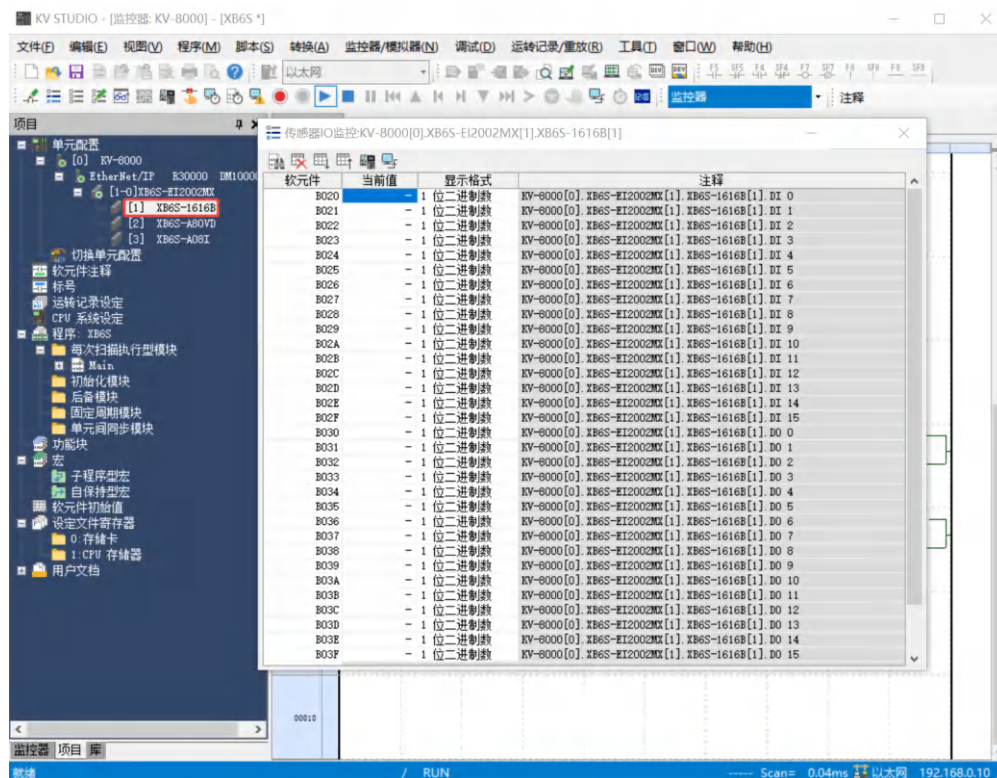 KV STUDIO - [监控器: KV-8000] - [XB6S *]
文件(F) 编辑(E) 视图(V) 程序(M) 脚本(S) 转换(A) 监控器/模拟器(N) 调试(D) 运转记录/重放(R) 工具(T) 窗口(W) 帮助(H)
以太网
监控器 注释
项目
单元配置
[0] KV-8000
EtherNet/IP R30000 DM1000
[1-0]XB6S-EI2002MX
[1] XB6S-1616B
[2] XB6S-A80VD
[3] XB6S-A08I
切换单元配置
软元件注释
标号
运转记录设定
CPU 系统设定
程序: XB6S
每次扫描执行型模块
Main
初始化模块
后备模块
固定周期模块
单元间同步模块
功能块
宏
子程序型宏
自保持型宏
软元件初始值
设定文件寄存器
0:存储卡
1:CPU 存储器
用户文档
监控器 项目 库
传感器IO监控:KV-8000[0].XB6S-EI2002MX[1].XB6S-1616B[1]
软元件 当前值 显示格式 注释
B020 - 1 位二进制数 KV-8000[0].XB6S-EI2002MX[1].XB6S-1616B[1].DI 0
B021 - 1 位二进制数 KV-8000[0].XB6S-EI2002MX[1].XB6S-1616B[1].DI 1
B022 - 1 位二进制数 KV-8000[0].XB6S-EI2002MX[1].XB6S-1616B[1].DI 2
B023 - 1 位二进制数 KV-8000[0].XB6S-EI2002MX[1].XB6S-1616B[1].DI 3
B024 - 1 位二进制数 KV-8000[0].XB6S-EI2002MX[1].XB6S-1616B[1].DI 4
B025 - 1 位二进制数 KV-8000[0].XB6S-EI2002MX[1].XB6S-1616B[1].DI 5
B026 - 1 位二进制数 KV-8000[0].XB6S-EI2002MX[1].XB6S-1616B[1].DI 6
B027 - 1 位二进制数 KV-8000[0].XB6S-EI2002MX[1].XB6S-1616B[1].DI 7
B028 - 1 位二进制数 KV-8000[0].XB6S-EI2002MX[1].XB6S-1616B[1].DI 8
B029 - 1 位二进制数 KV-8000[0].XB6S-EI2002MX[1].XB6S-1616B[1].DI 9
B02A - 1 位二进制数 KV-8000[0].XB6S-EI2002MX[1].XB6S-1616B[1].DI 10
B02B - 1 位二进制数 KV-8000[0].XB6S-EI2002MX[1].XB6S-1616B[1].DI 11
B02C - 1 位二进制数 KV-8000[0].XB6S-EI2002MX[1].XB6S-1616B[1].DI 12
B02D - 1 位二进制数 KV-8000[0].XB6S-EI2002MX[1].XB6S-1616B[1].DI 13
B02E - 1 位二进制数 KV-8000[0].XB6S-EI2002MX[1].XB6S-1616B[1].DI 14
B02F - 1 位二进制数 KV-8000[0].XB6S-EI2002MX[1].XB6S-1616B[1].DI 15
B030 - 1 位二进制数 KV-8000[0].XB6S-EI2002MX[1].XB6S-1616B[1].DO 0
B031 - 1 位二进制数 KV-8000[0].XB6S-EI2002MX[1].XB6S-1616B[1].DO 1
B032 - 1 位二进制数 KV-8000[0].XB6S-EI2002MX[1].XB6S-1616B[1].DO 2
B033 - 1 位二进制数 KV-8000[0].XB6S-EI2002MX[1].XB6S-1616B[1].DO 3
B034 - 1 位二进制数 KV-8000[0].XB6S-EI2002MX[1].XB6S-1616B[1].DO 4
B035 - 1 位二进制数 KV-8000[0].XB6S-EI2002MX[1].XB6S-1616B[1].DO 5
B036 - 1 位二进制数 KV-8000[0].XB6S-EI2002MX[1].XB6S-1616B[1].DO 6
B037 - 1 位二进制数 KV-8000[0].XB6S-EI2002MX[1].XB6S-1616B[1].DO 7
B038 - 1 位二进制数 KV-8000[0].XB6S-EI2002MX[1].XB6S-1616B[1].DO 8
B039 - 1 位二进制数 KV-8000[0].XB6S-EI2002MX[1].XB6S-1616B[1].DO 9
B03A - 1 位二进制数 KV-8000[0].XB6S-EI2002MX[1].XB6S-1616B[1].DO 10
B03B - 1 位二进制数 KV-8000[0].XB6S-EI2002MX[1].XB6S-1616B[1].DO 11
B03C - 1 位二进制数 KV-8000[0].XB6S-EI2002MX[1].XB6S-1616B[1].DO 12
B03D - 1 位二进制数 KV-8000[0].XB6S-EI2002MX[1].XB6S-1616B[1].DO 13
B03E - 1 位二进制数 KV-8000[0].XB6S-EI2002MX[1].XB6S-1616B[1].DO 14
B03F - 1 位二进制数 KV-8000[0].XB6S-EI2002MX[1].XB6S-1616B[1].DO 15
00010
就绪 / RUN ----- Scan= 0.04ms 以太网 192.168.0.10